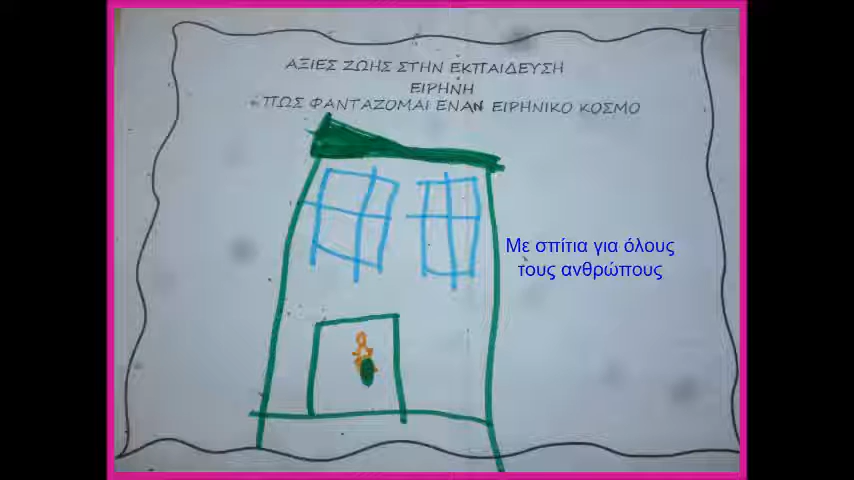 ΑΞΙΕΣ ΖΩΗΣ ΣΤΗΝ ΕΚΠΑΙΔΕΥΣΗ
ΕΙΡΗΝΗ
ΠΩΣ ΦΑΝΤΑΖΟΜΑΙ ΕΝΑΝ ΕΙΡΗΝΙΚΟ ΚΟΣΜΟ
Με σπίτια για όλους
τους ανθρώπους